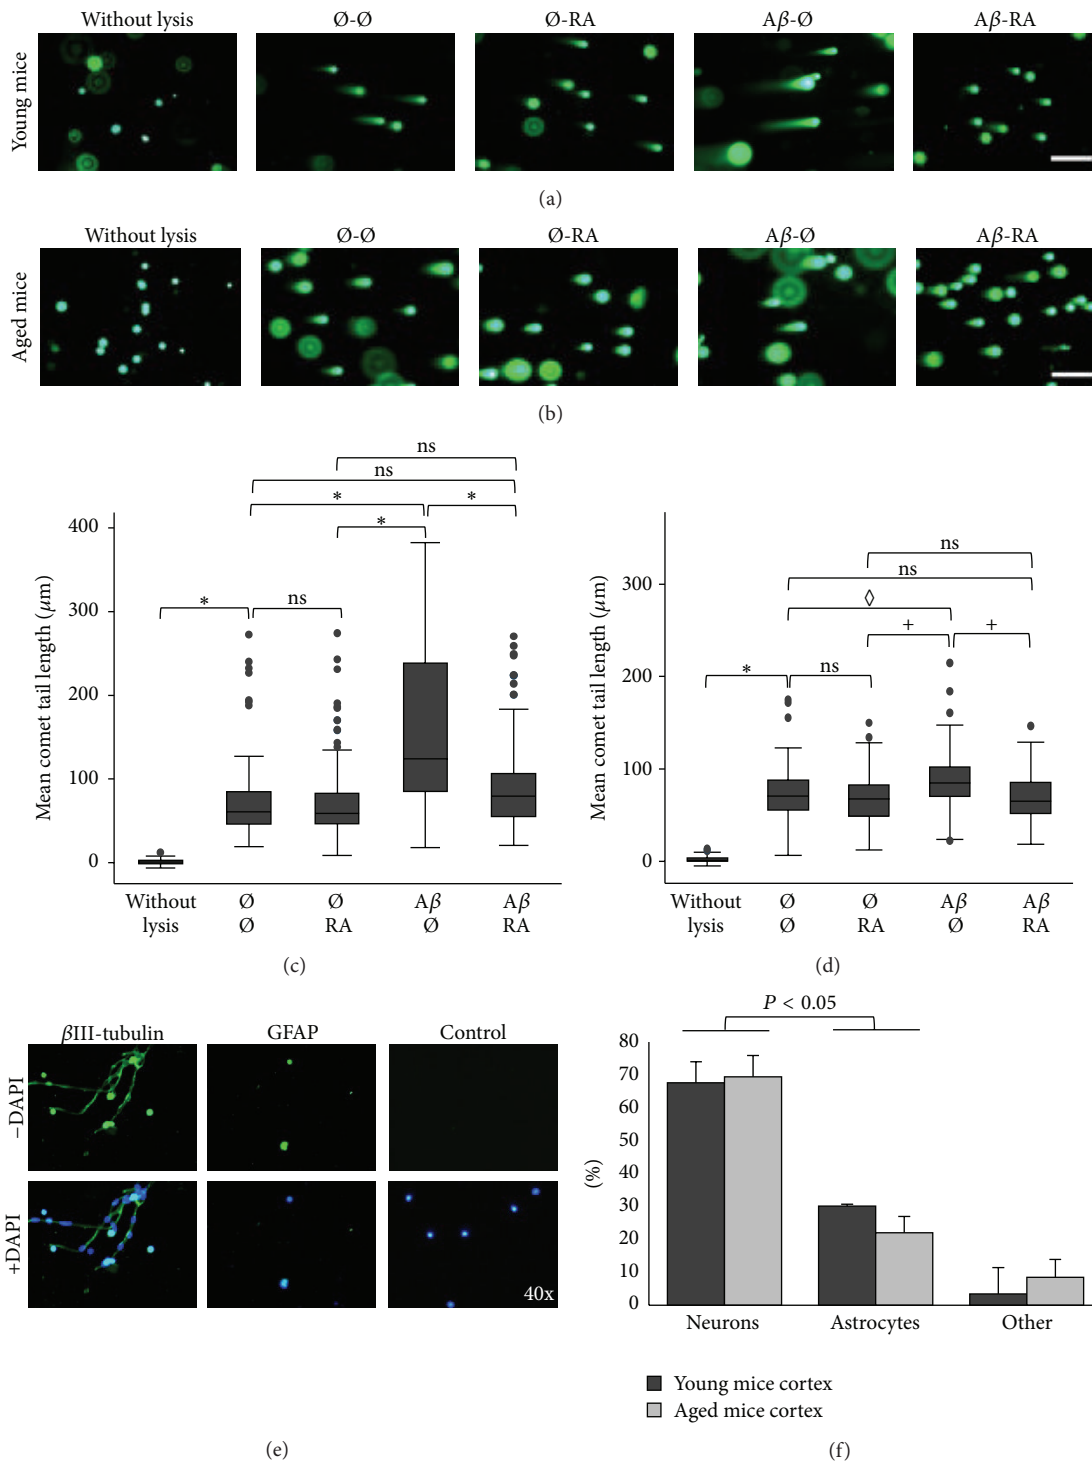 Without lysis Ø-Ø Ø-RA Aβ-Ø Aβ-RA
Young mice
(a)
Without lysis Ø-Ø Ø-RA Aβ-Ø Aβ-RA
Aged mice
(b)
ns
ns
* *
*
* ns
400
300
200
100
0
Mean comet tail length (μm)
Without lysis
Ø Ø
Ø RA
Aβ Ø
Aβ RA
(c)
ns
ns
◊
+ +
* ns
300
200
100
0
Mean comet tail length (μm)
Without lysis
Ø Ø
Ø RA
Aβ Ø
Aβ RA
(d)
βIII-tubulin GFAP Control
−DAPI
+DAPI
40x
(e)
P < 0.05
80
70
60
50
40
30
20
10
0
(%)
Neurons Astrocytes Other
Young mice cortex
Aged mice cortex
(f)